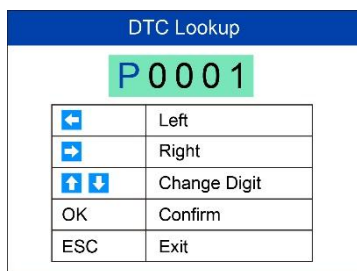 DTC Lookup
P0001
Left
Right
Change Digit
OK Confirm
ESC Exit